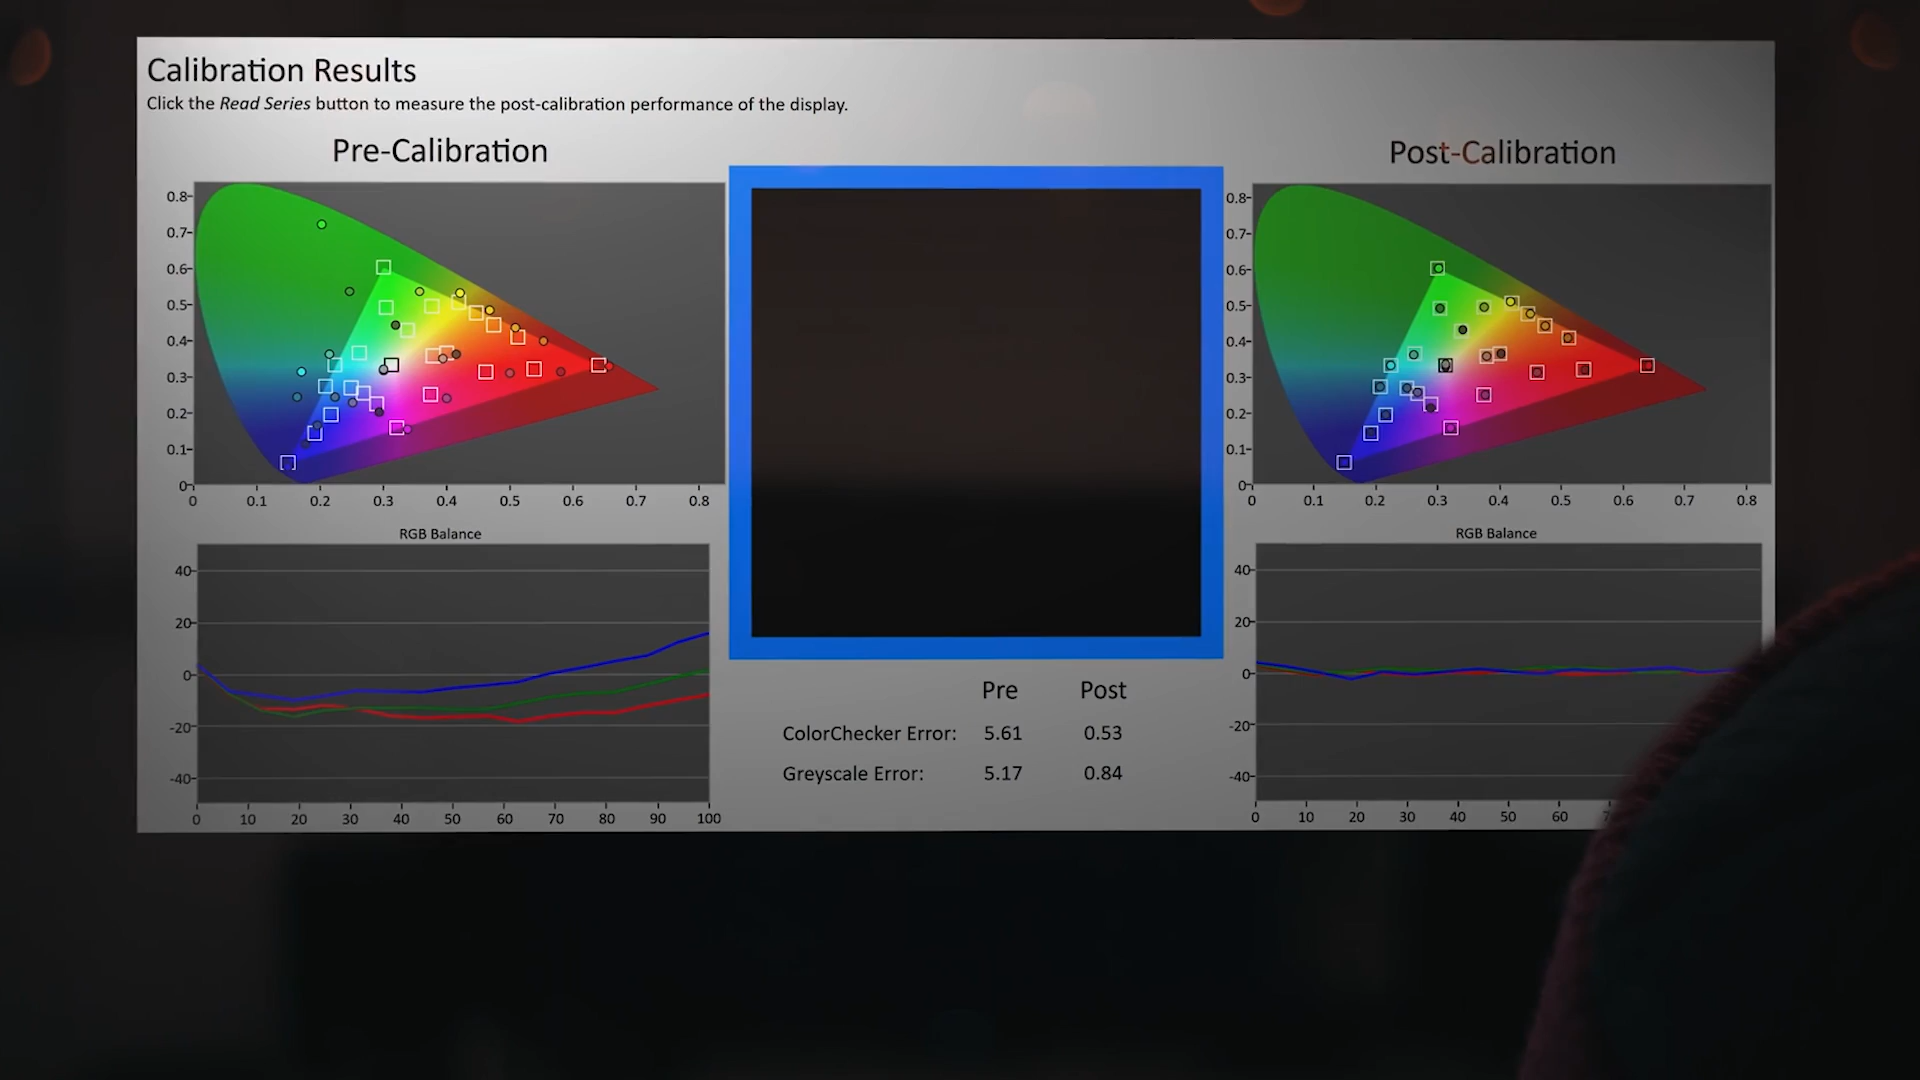 Calibration Results
Click the Read Series button to measure the post-calibration performance of the display.
Pre-Calibration
0.8
0.7
0.6
0.5
0.4
0.3
0.2
0.1
0
0 0.1 0.2 0.3 0.4 0.5 0.6 0.7 0.8
RGB Balance
40
20
0
-20
-40
0 10 20 30 40 50 60 70 80 90 100
Pre Post
ColorChecker Error: 5.61 0.53
Greyscale Error: 5.17 0.84
Post-Calibration
0.8
0.7
0.6
0.5
0.4
0.3
0.2
0.1
0
0 0.1 0.2 0.3 0.4 0.5 0.6 0.7 0.8
RGB Balance
40
20
0
-20
-40
0 10 20 30 40 50 60